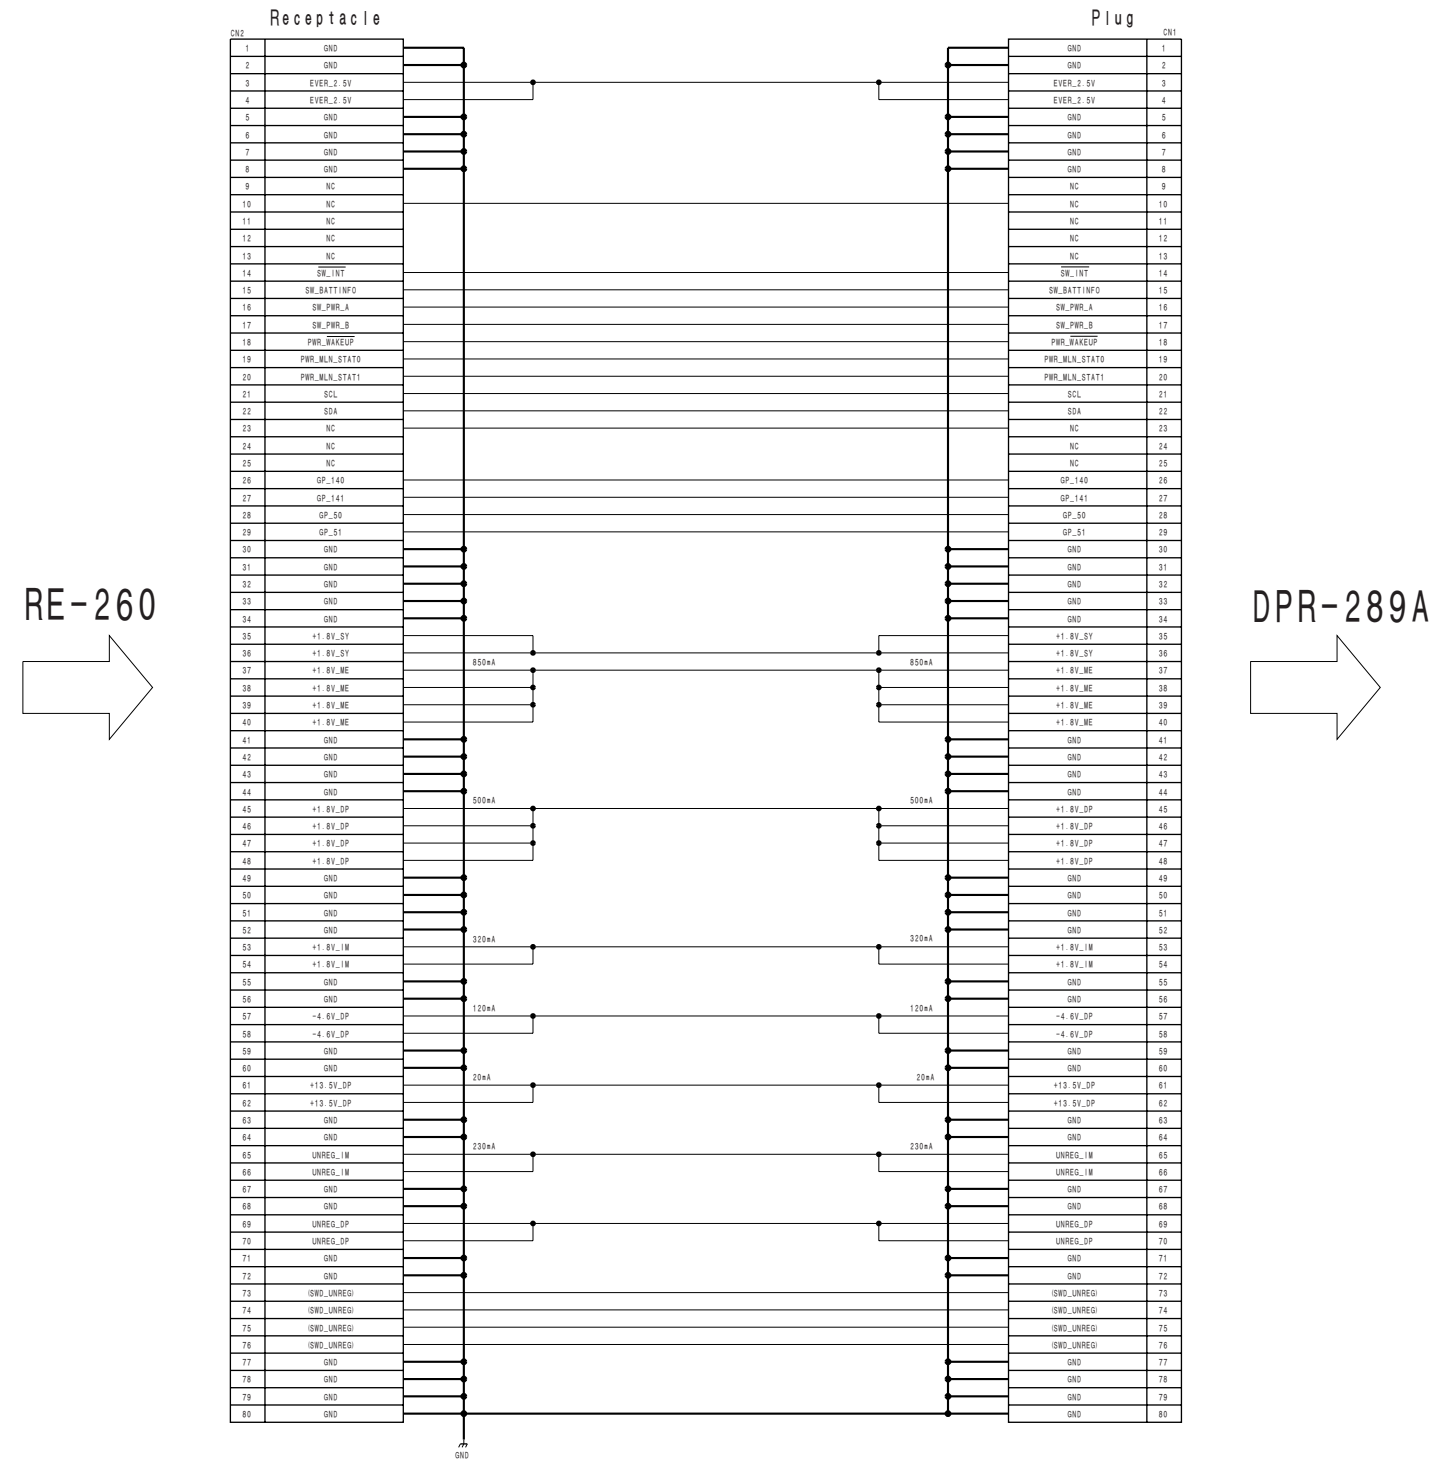 Receptacle Plug
CN2 CN1
1 GND GND 1
2 GND GND 2
3 EVER_2.5V EVER_2.5V 3
4 EVER_2.5V EVER_2.5V 4
5 GND GND 5
6 GND GND 6
7 GND GND 7
8 GND GND 8
9 NC NC 9
10 NC NC 10
11 NC NC 11
12 NC NC 12
13 NC NC 13
14 SW_INT SW_INT 14
15 SW_BATTINFO SW_BATTINFO 15
16 SW_PWR_A SW_PWR_A 16
17 SW_PWR_B SW_PWR_B 17
18 PWR_WAKEUP PWR_WAKEUP 18
19 PWR_MLN_STAT0 PWR_MLN_STAT0 19
20 PWR_MLN_STAT1 PWR_MLN_STAT1 20
21 SCL SCL 21
22 SDA SDA 22
23 NC NC 23
24 NC NC 24
25 NC NC 25
26 GP_140 GP_140 26
27 GP_141 GP_141 27
28 GP_50 GP_50 28
29 GP_51 GP_51 29
30 GND GND 30
31 GND GND 31
32 GND GND 32
33 GND GND 33
RE-260 DPR-289A
34 GND GND 34
35 +1.8V_SY +1.8V_SY 35
36 +1.8V_SY +1.8V_SY 36
850mA 850mA
37 +1.8V_ME +1.8V_ME 37
38 +1.8V_ME +1.8V_ME 38
39 +1.8V_ME +1.8V_ME 39
40 +1.8V_ME +1.8V_ME 40
41 GND GND 41
42 GND GND 42
43 GND GND 43
44 GND GND 44
500mA 500mA
45 +1.8V_DP +1.8V_DP 45
46 +1.8V_DP +1.8V_DP 46
47 +1.8V_DP +1.8V_DP 47
48 +1.8V_DP +1.8V_DP 48
49 GND GND 49
50 GND GND 50
51 GND GND 51
52 GND GND 52
320mA 320mA
53 +1.8V_IM +1.8V_IM 53
54 +1.8V_IM +1.8V_IM 54
55 GND GND 55
56 GND GND 56
120mA 120mA
57 -4.6V_DP -4.6V_DP 57
58 -4.6V_DP -4.6V_DP 58
59 GND GND 59
60 GND GND 60
20mA 20mA
61 +13.5V_DP +13.5V_DP 61
62 +13.5V_DP +13.5V_DP 62
63 GND GND 63
64 GND GND 64
230mA 230mA
65 UNREG_IM UNREG_IM 65
66 UNREG_IM UNREG_IM 66
67 GND GND 67
68 GND GND 68
69 UNREG_DP UNREG_DP 69
70 UNREG_DP UNREG_DP 70
71 GND GND 71
72 GND GND 72
73 (SWD_UNREG) (SWD_UNREG) 73
74 (SWD_UNREG) (SWD_UNREG) 74
75 (SWD_UNREG) (SWD_UNREG) 75
76 (SWD_UNREG) (SWD_UNREG) 76
77 GND GND 77
78 GND GND 78
79 GND GND 79
80 GND GND 80
GND